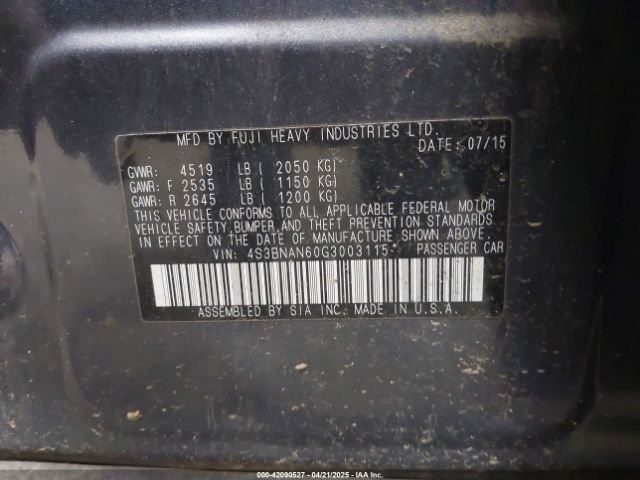 MFD BY FUJI HEAVY INDUSTRIES LTD.
DATE: 07/15
GVWR: 4519 LB ( 2050 KG)
GAWR: F 2535 LB ( 1150 KG)
GAWR: R 2645 LB ( 1200 KG)
THIS VEHICLE CONFORMS TO ALL APPLICABLE FEDERAL MOTOR
VEHICLE SAFETY, BUMPER, AND THEFT PREVENTION STANDARDS
IN EFFECT ON THE DATE OF MANUFACTURE SHOWN ABOVE.
VIN: 4S3BNAN60G3003115 PASSENGER CAR
ASSEMBLED BY SIA INC. MADE IN U.S.A.
000-42090527 - 04/21/2025 - IAA Inc.